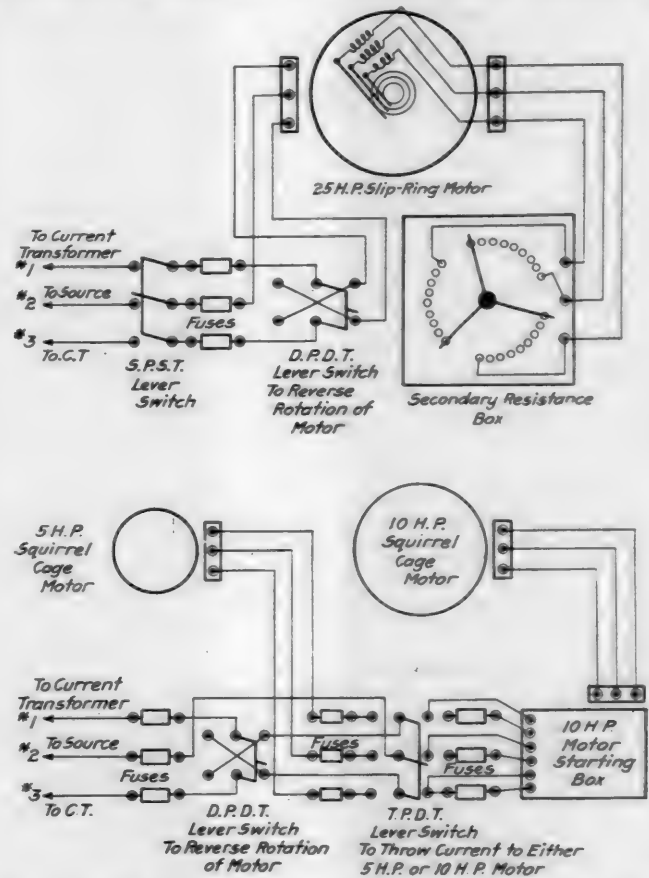 25 H.P. Slip-Ring Motor
To Current
Transformer
#1
#2 To Source
#3
To C.T.
Fuses
S.P.S.T.
Lever
Switch
D.P.D.T.
Lever Switch
To Reverse
Rotation of
Motor
Secondary Resistance
Box
5 H.P.
Squirrel
Cage
Motor
10 H.P.
Squirrel
Cage
Motor
To Current
Transformer
#1
#2 To Source
Fuses
#3
To C.T.
D.P.D.T.
Lever Switch
To Reverse Rotation
of Motor
Fuses
T.P.D.T.
Lever Switch
To Throw Current to Either
5 H.P. or 10 H.P. Motor
Fuses
10 H.P.
Motor
Starting
Box